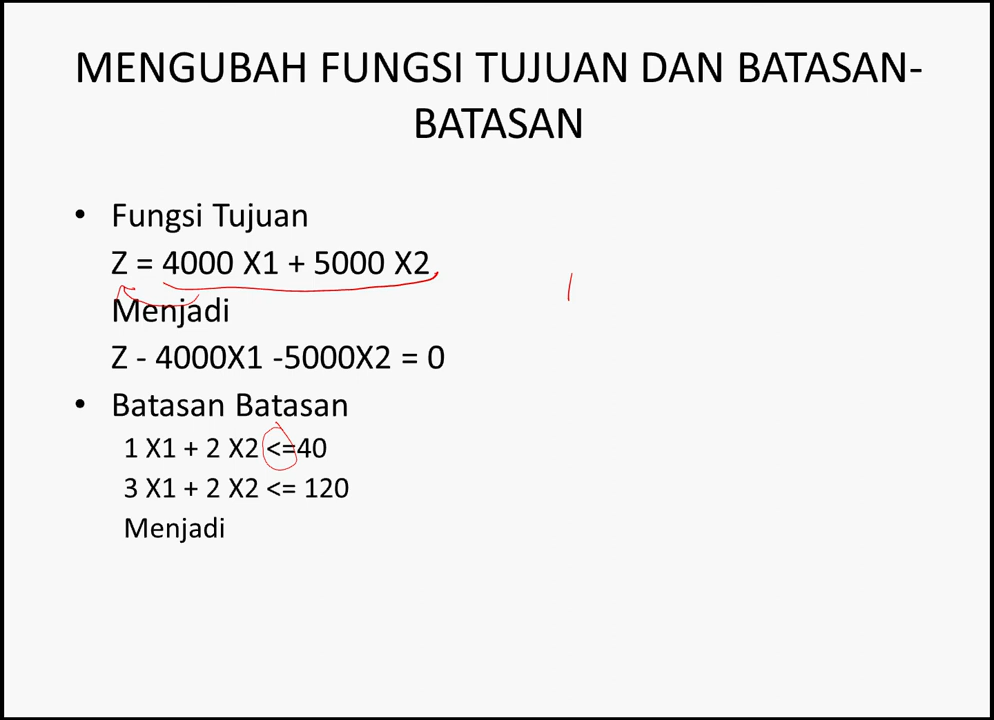 MENGUBAH FUNGSI TUJUAN DAN BATASAN-
BATASAN
• Fungsi Tujuan
Z = 4000 X1 + 5000 X2
Menjadi
Z - 4000X1 -5000X2 = 0
• Batasan Batasan
1 X1 + 2 X2 <=40
3 X1 + 2 X2 <= 120
Menjadi